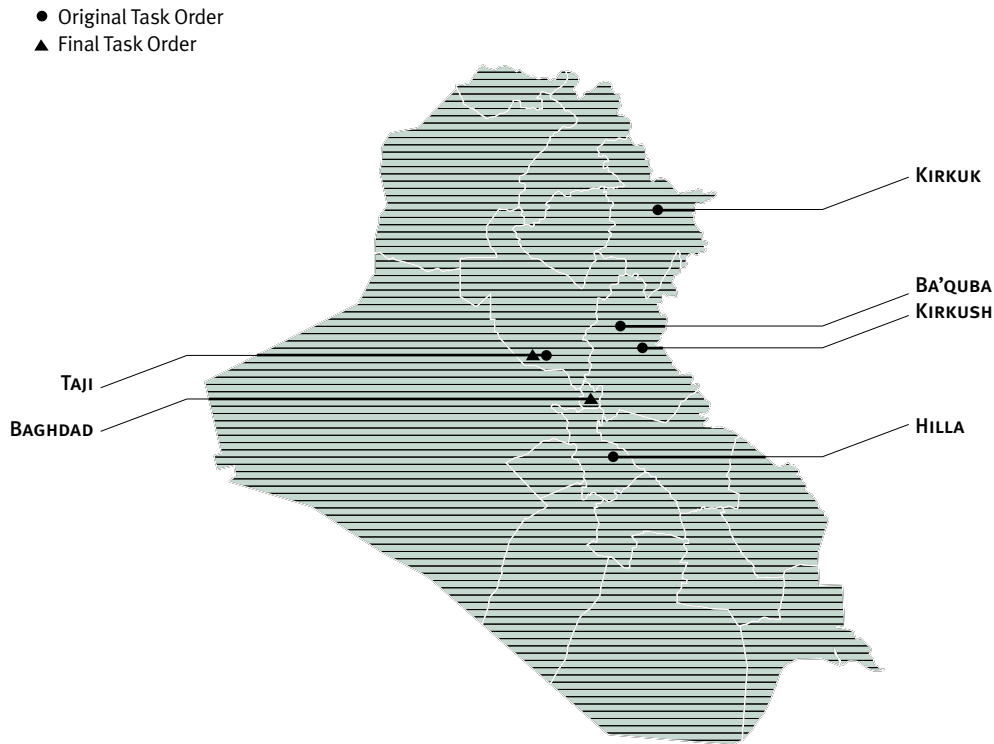 Original Task Order
Final Task Order
Kirkuk
Ba’quba
Kirkush
Taji
Baghdad
Hilla